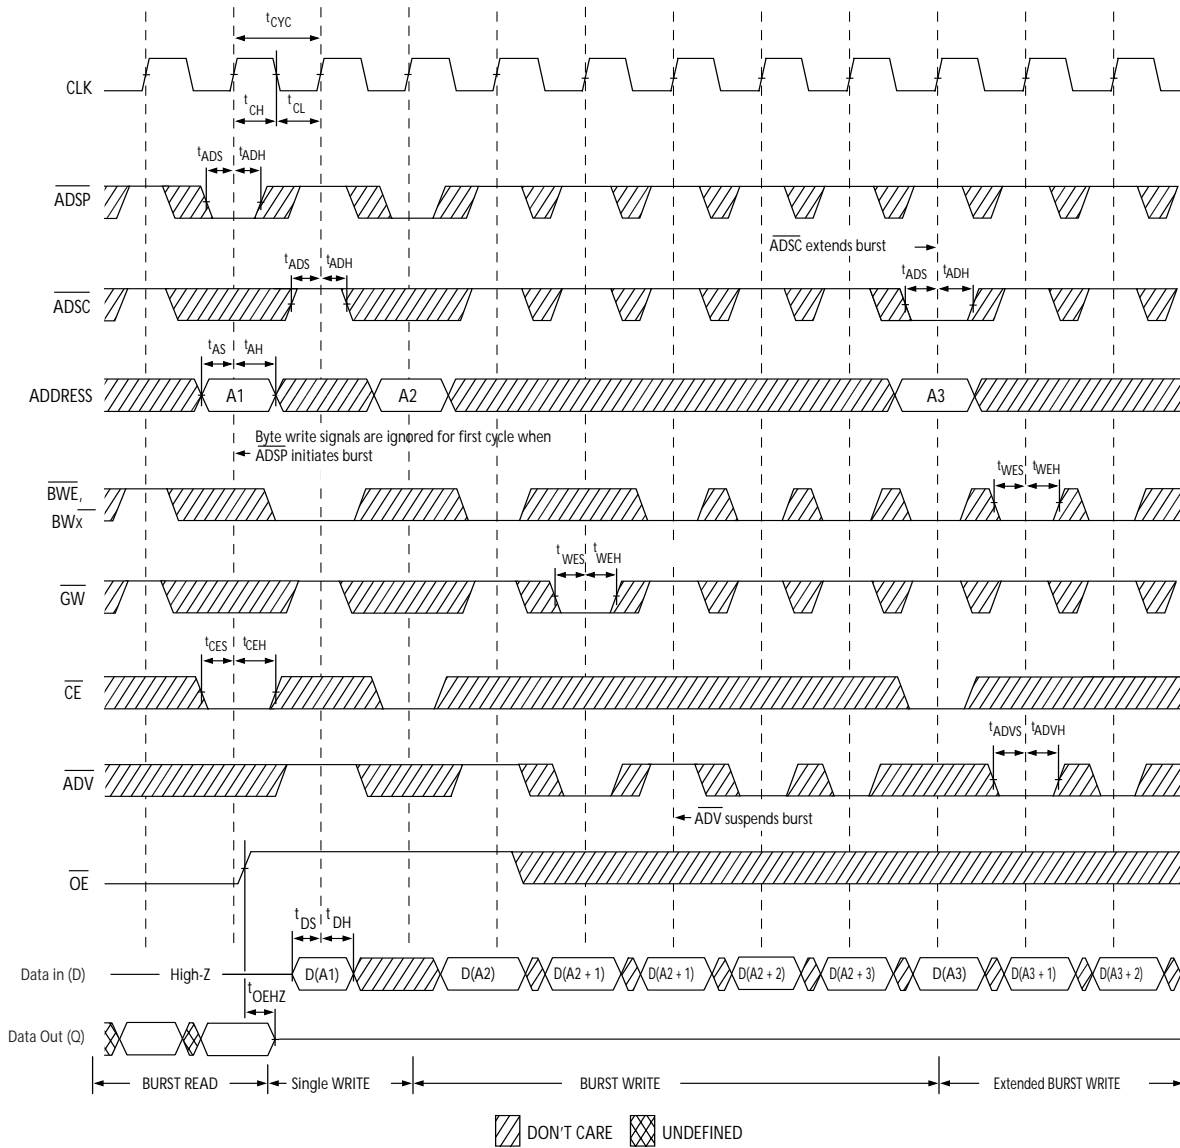 tCYC
CLK
tCH
tCL
tADS
tADH
ADSP
ADSC extends burst
tADS
tADH
tADS
tADH
ADSC
tAS
tAH
ADDRESS
A1
A2
A3
Byte write signals are ignored for first cycle when
ADSP initiates burst
tWES
tWEH
BWE,
BWx
tWES
tWEH
GW
tCES
tCEH
CE
tADVS
tADVH
ADV
ADV suspends burst
OE
tDS
tDH
Data in (D)
High-Z
D(A1)
D(A2)
D(A2 + 1)
D(A2 + 1)
D(A2 + 2)
D(A2 + 3)
D(A3)
D(A3 + 1)
D(A3 + 2)
tOEHZ
Data Out (Q)
BURST READ
Single WRITE
BURST WRITE
Extended BURST WRITE
DON'T CARE
UNDEFINED